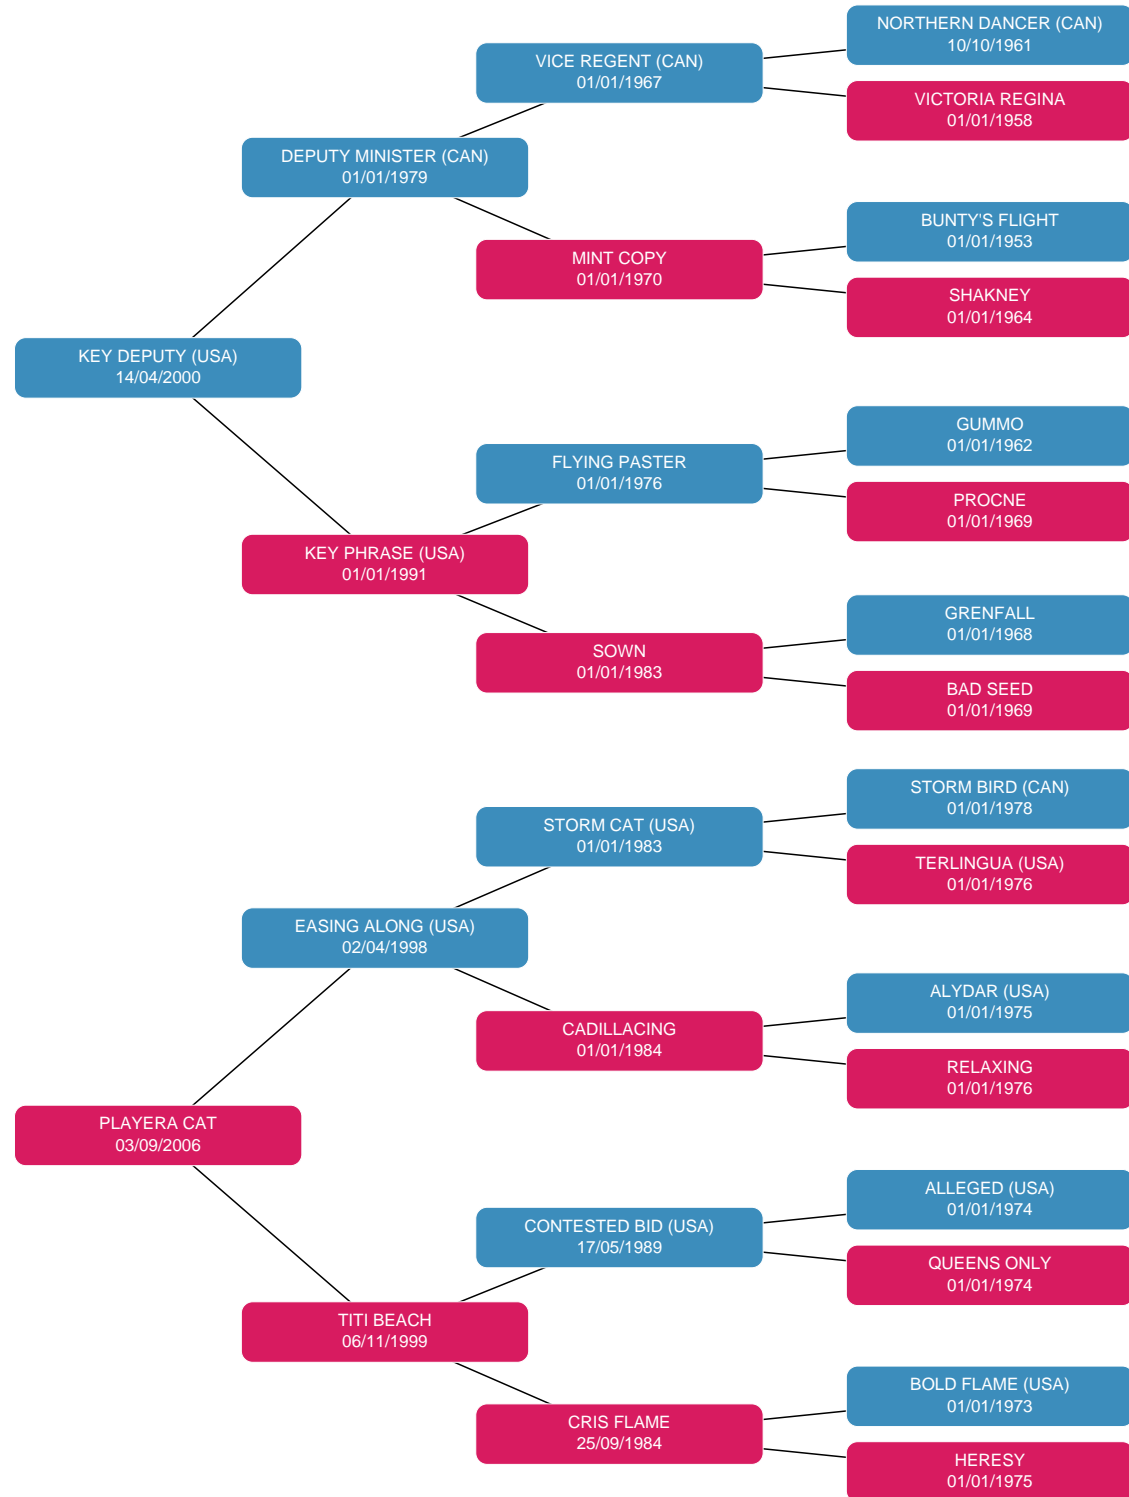 NORTHERN DANCER (CAN)
10/10/1961
VICE REGENT (CAN)
01/01/1967
VICTORIA REGINA
01/01/1958
DEPUTY MINISTER (CAN)
01/01/1979
BUNTY'S FLIGHT
01/01/1953
MINT COPY
01/01/1970
SHAKNEY
01/01/1964
KEY DEPUTY (USA)
14/04/2000
GUMMO
01/01/1962
FLYING PASTER
01/01/1976
PROCNE
01/01/1969
KEY PHRASE (USA)
01/01/1991
GRENFALL
01/01/1968
SOWN
01/01/1983
BAD SEED
01/01/1969
STORM BIRD (CAN)
01/01/1978
STORM CAT (USA)
01/01/1983
TERLINGUA (USA)
01/01/1976
EASING ALONG (USA)
02/04/1998
ALYDAR (USA)
01/01/1975
CADILLACING
01/01/1984
RELAXING
01/01/1976
PLAYERA CAT
03/09/2006
ALLEGED (USA)
01/01/1974
CONTESTED BID (USA)
17/05/1989
QUEENS ONLY
01/01/1974
TITI BEACH
06/11/1999
BOLD FLAME (USA)
01/01/1973
CRIS FLAME
25/09/1984
HERESY
01/01/1975